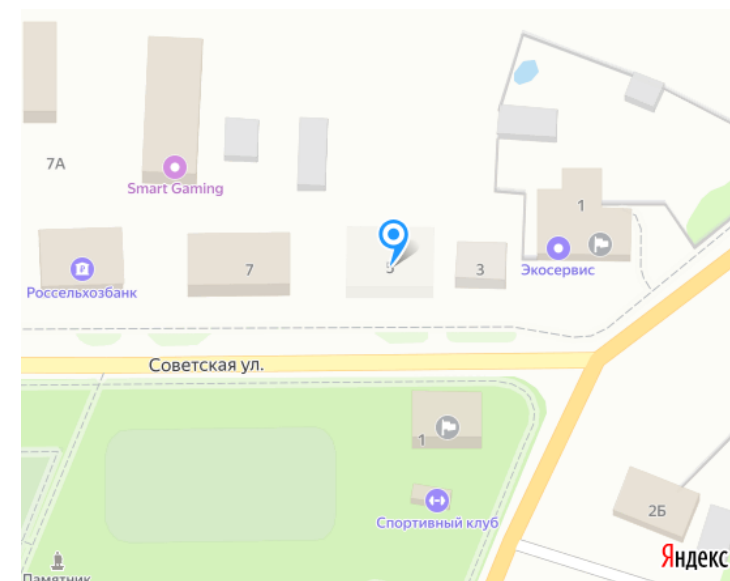 7А
Smart Gaming
1
Россельхозбанк
7
5
3
Экосервис
Советская ул.
1
Спортивный клуб
2Б
Памятник
Яндекс